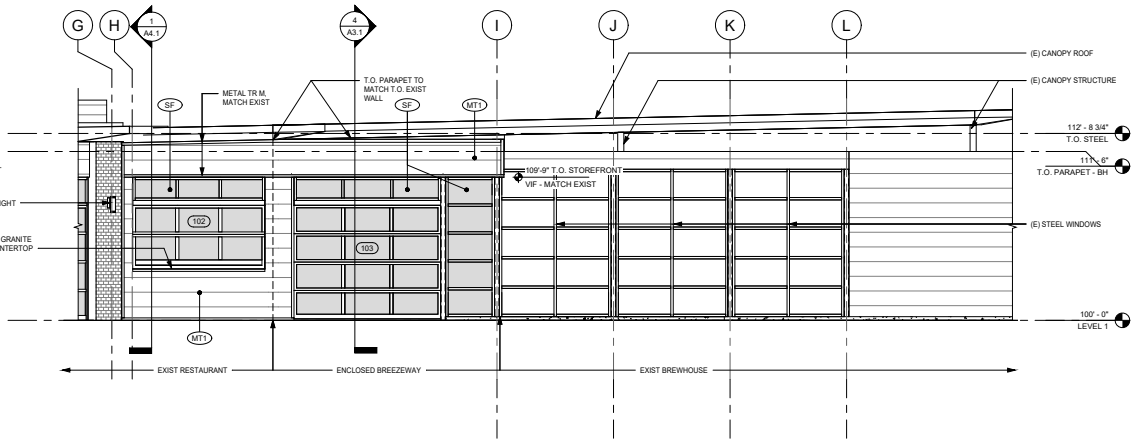 G
H
I
J
K
L
1
A4.1
4
A3.1
(E) CANOPY ROOF
(E) CANOPY STRUCTURE
METAL TR M,
MATCH EXIST
T.O. PARAPET TO
MATCH T.O. EXIST
WALL
SF
SF
MT1
112' - 8 3/4"
T.O. STEEL
111' - 6"
T.O. PARAPET - BH
109'-9" T.O. STOREFRONT
VIF - MATCH EXIST
IGHT
102
(E) STEEL WINDOWS
GRANITE
NTERTOP
103
100' - 0"
LEVEL 1
MT1
EXIST RESTAURANT
ENCLOSED BREEZEWAY
EXIST BREWHOUSE